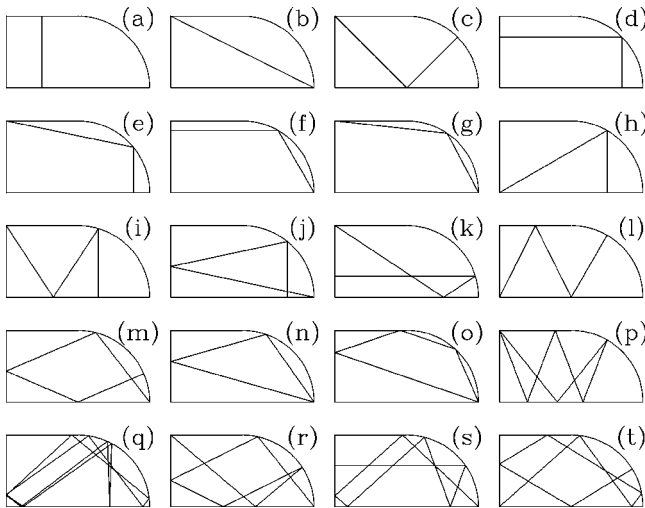 (a) (b) (c) (d)
(e) (f) (g) (h)
(i) (j) (k) (l)
(m) (n) (o) (p)
(q) (r) (s) (t)